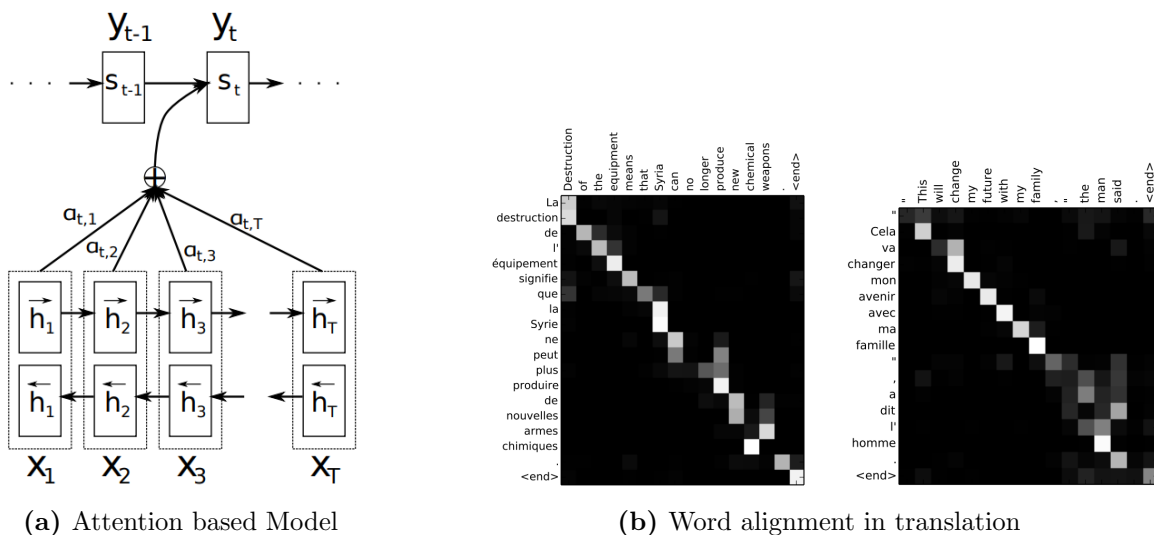 y_{t-1} y_t
. . . s_{t-1} s_t . . .
a_{t,1} a_{t,2} a_{t,3} a_{t,T}
→h_1 →h_2 →h_3 →h_T
←h_1 ←h_2 ←h_3 ←h_T
x_1 x_2 x_3 x_T
(a) Attention based Model
Destruction
of
the
equipment
means
that
Syria
can
no
longer
produce
new
chemical
weapons
.
<end>
La
destruction
de
l'
équipement
signifie
que
la
Syrie
ne
peut
plus
produire
de
nouvelles
armes
chimiques
.
<end>
"
This
will
change
my
future
with
my
family
,
"
the
man
said
.
<end>
"
Cela
va
changer
mon
avenir
avec
ma
famille
"
,
a
dit
l'
homme
.
<end>
(b) Word alignment in translation